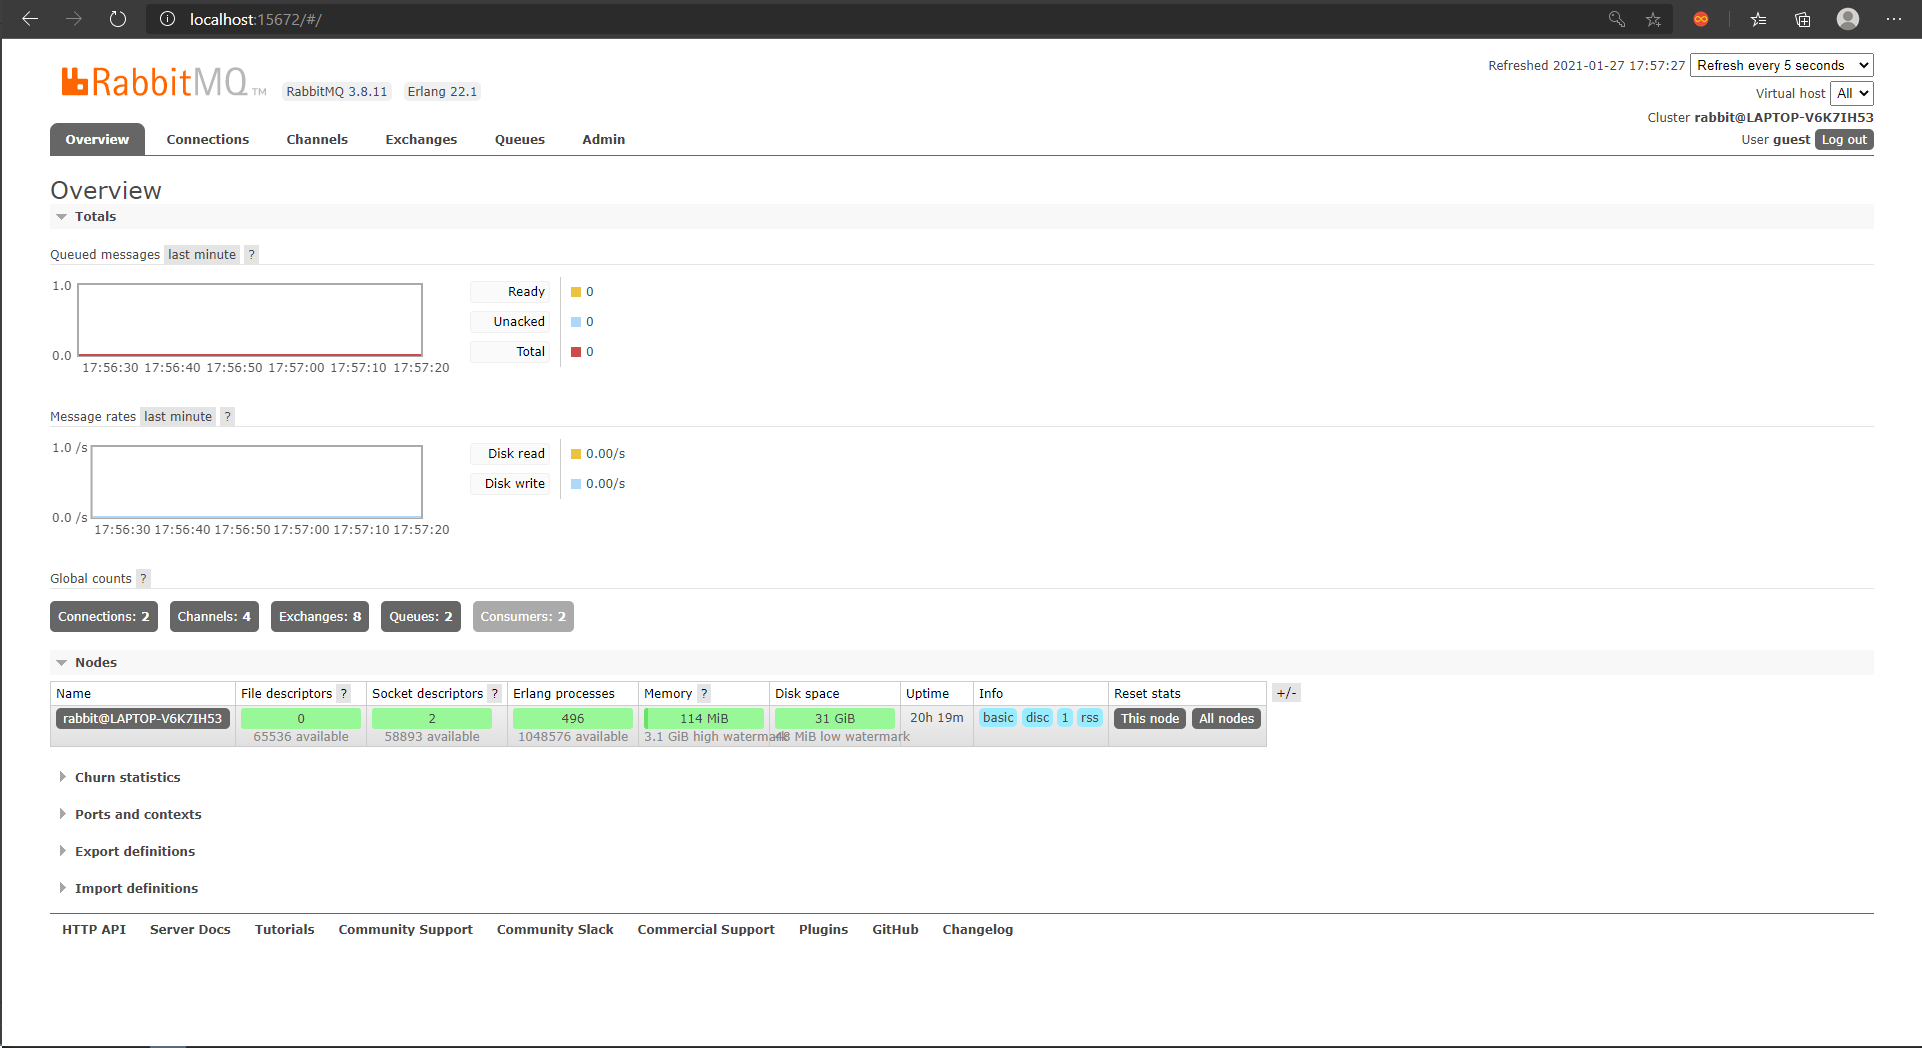 localhost:15672/#/
RabbitMQ TM RabbitMQ 3.8.11 Erlang 22.1
Refreshed 2021-01-27 17:57:27 Refresh every 5 seconds
Virtual host All
Cluster rabbit@LAPTOP-V6K7IH53
User guest Log out
Overview Connections Channels Exchanges Queues Admin
Overview
Totals
Queued messages last minute ?
1.0
0.0
17:56:30 17:56:40 17:56:50 17:57:00 17:57:10 17:57:20
Ready 0
Unacked 0
Total 0
Message rates last minute ?
1.0 /s
0.0 /s
17:56:30 17:56:40 17:56:50 17:57:00 17:57:10 17:57:20
Disk read 0.00/s
Disk write 0.00/s
Global counts ?
Connections: 2 Channels: 4 Exchanges: 8 Queues: 2 Consumers: 2
Nodes
Name File descriptors ? Socket descriptors ? Erlang processes Memory ? Disk space Uptime Info Reset stats +/-
rabbit@LAPTOP-V6K7IH53 0 2 496 114 MiB 31 GiB 20h 19m basic disc 1 rss This node All nodes
65536 available 58893 available 1048576 available 3.1 GiB high watermark 48 MiB low watermark
Churn statistics
Ports and contexts
Export definitions
Import definitions
HTTP API Server Docs Tutorials Community Support Community Slack Commercial Support Plugins GitHub Changelog